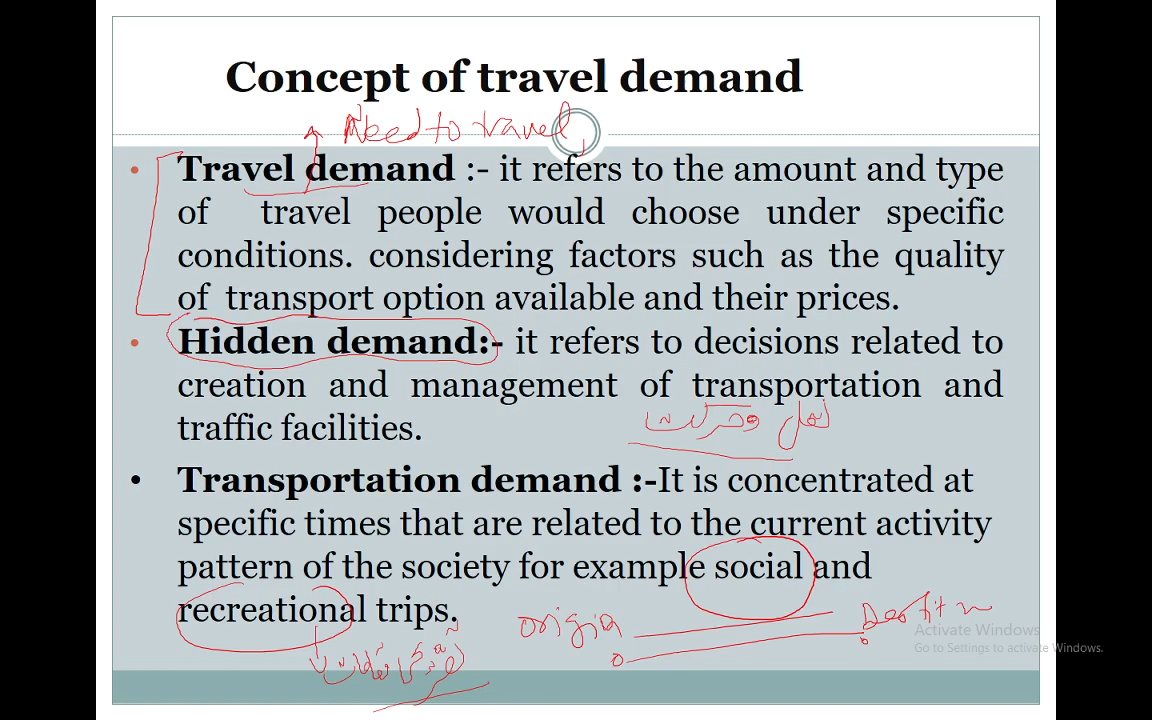 Concept of travel demand
Need to travel
• Travel demand :- it refers to the amount and type
of travel people would choose under specific
conditions. considering factors such as the quality
of transport option available and their prices.
• Hidden demand:- it refers to decisions related to
creation and management of transportation and
traffic facilities.
• Transportation demand :-It is concentrated at
specific times that are related to the current activity
pattern of the society for example social and
recreational trips.
origin
Activate Windows
Go to Settings to activate Windows.